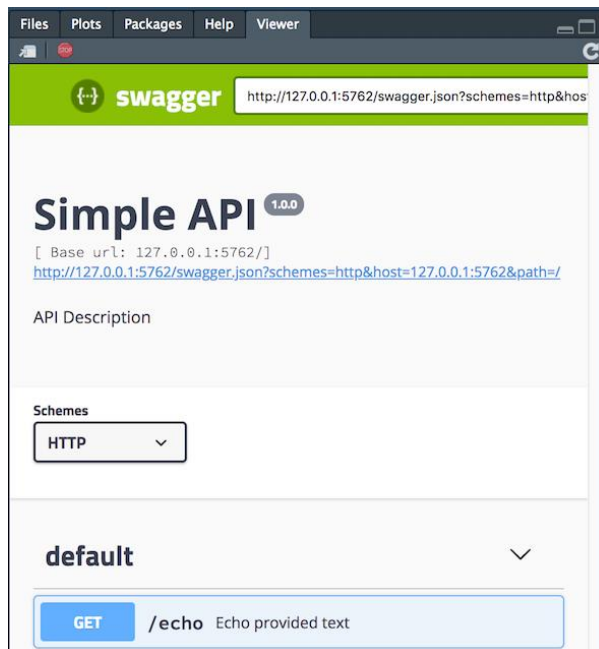 Files Plots Packages Help Viewer
STOP
{··} swagger http://127.0.0.1:5762/swagger.json?schemes=http&hos
Simple API 1.0.0
[ Base url: 127.0.0.1:5762/]
http://127.0.0.1:5762/swagger.json?schemes=http&host=127.0.0.1:5762&path=/
API Description
Schemes
HTTP
default
GET /echo Echo provided text